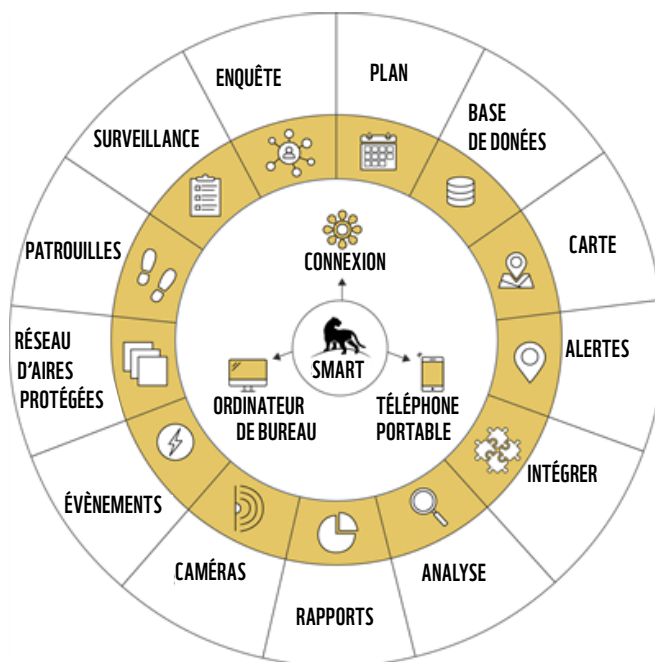 ENQUÊTE
PLAN
BASE
DE DONÉES
CARTE
ALERTES
INTÉGRER
ANALYSE
RAPPORTS
CAMÉRAS
ÉVÈNEMENTS
RÉSEAU
D'AIRES
PROTÉGÉES
PATROUILLES
SURVEILLANCE
CONNEXION
SMART
ORDINATEUR
DE BUREAU
TÉLÉPHONE
PORTABLE